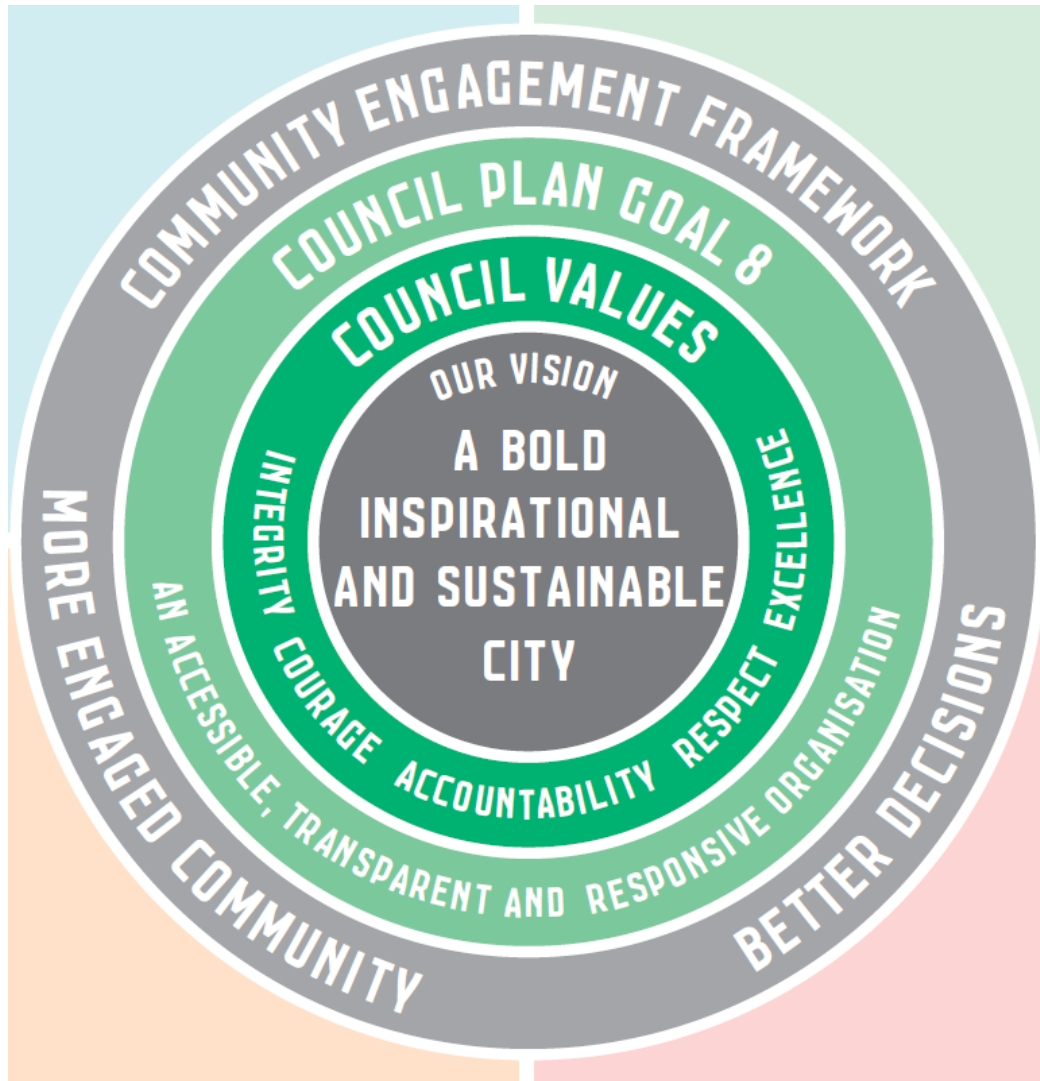 COMMUNITY ENGAGEMENT FRAMEWORK
MORE ENGAGED COMMUNITY
BETTER DECISIONS
COUNCIL PLAN GOAL 8
AN ACCESSIBLE, TRANSPARENT AND RESPONSIVE ORGANISATION
COUNCIL VALUES
INTEGRITY COURAGE ACCOUNTABILITY RESPECT EXCELLENCE
OUR VISION
A BOLD
INSPIRATIONAL
AND SUSTAINABLE
CITY